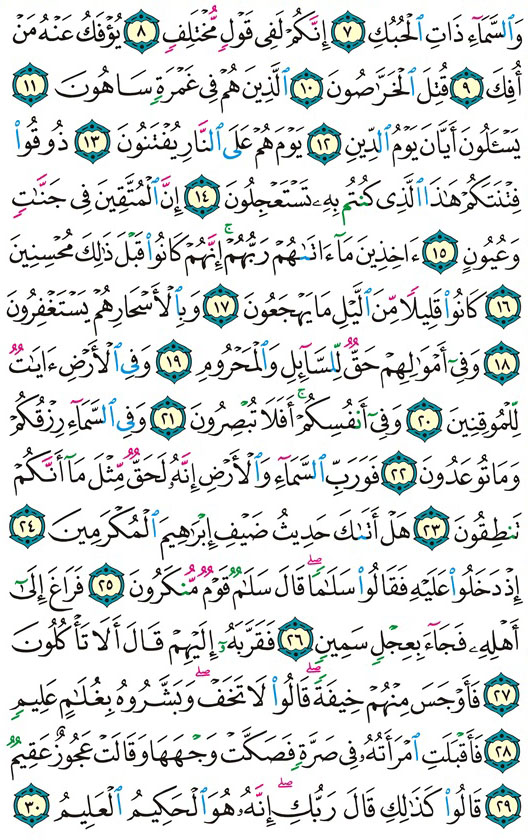 وَالسَّمَآءِ ذَاتِ الْحُبُكِ ٧ إِنَّكُمْ لَفِى قَوْلٍ مُّخْتَلِفٍ ٨ يُؤْفَكُ عَنْهُ مَنْ
أُفِكَ ٩ قُتِلَ الْخَرَّٰصُونَ ١٠ الَّذِينَ هُمْ فِى غَمْرَةٍ سَاهُونَ ١١
يَسْـَٔلُونَ أَيَّانَ يَوْمُ الدِّينِ ١٢ يَوْمَ هُمْ عَلَى النَّارِ يُفْتَنُونَ ١٣ ذُوقُوا۟
فِتْنَتَكُمْ هَٰذَا الَّذِى كُنتُم بِهِۦ تَسْتَعْجِلُونَ ١٤ إِنَّ الْمُتَّقِينَ فِى جَنَّٰتٍ
وَعُيُونٍ ١٥ ءَاخِذِينَ مَآ ءَاتَىٰهُمْ رَبُّهُمْ ۚ إِنَّهُمْ كَانُوا۟ قَبْلَ ذَٰلِكَ مُحْسِنِينَ
١٦ كَانُوا۟ قَلِيلًا مِّنَ الَّيْلِ مَا يَهْجَعُونَ ١٧ وَبِالْأَسْحَارِ هُمْ يَسْتَغْفِرُونَ
١٨ وَفِىٓ أَمْوَٰلِهِمْ حَقٌّ لِّلسَّآئِلِ وَالْمَحْرُومِ ١٩ وَفِى الْأَرْضِ ءَايَٰتٌ
لِّلْمُوقِنِينَ ٢٠ وَفِىٓ أَنفُسِكُمْ ۚ أَفَلَا تُبْصِرُونَ ٢١ وَفِى السَّمَآءِ رِزْقُكُمْ
وَمَا تُوعَدُونَ ٢٢ فَوَرَبِّ السَّمَآءِ وَالْأَرْضِ إِنَّهُۥ لَحَقٌّ مِّثْلَ مَآ أَنَّكُمْ
تَنطِقُونَ ٢٣ هَلْ أَتَىٰكَ حَدِيثُ ضَيْفِ إِبْرَٰهِيمَ الْمُكْرَمِينَ ٢٤
إِذْ دَخَلُوا۟ عَلَيْهِ فَقَالُوا۟ سَلَٰمًا ۖ قَالَ سَلَٰمٌ قَوْمٌ مُّنكَرُونَ ٢٥ فَرَاغَ إِلَىٰٓ
أَهْلِهِۦ فَجَآءَ بِعِجْلٍ سَمِينٍ ٢٦ فَقَرَّبَهُۥٓ إِلَيْهِمْ قَالَ أَلَا تَأْكُلُونَ
٢٧ فَأَوْجَسَ مِنْهُمْ خِيفَةً ۖ قَالُوا۟ لَا تَخَفْ ۖ وَبَشَّرُوهُ بِغُلَٰمٍ عَلِيمٍ
٢٨ فَأَقْبَلَتِ امْرَأَتُهُۥ فِى صَرَّةٍ فَصَكَّتْ وَجْهَهَا وَقَالَتْ عَجُوزٌ عَقِيمٌ
٢٩ قَالُوا۟ كَذَٰلِكِ قَالَ رَبُّكِ ۖ إِنَّهُۥ هُوَ الْحَكِيمُ الْعَلِيمُ ٣٠